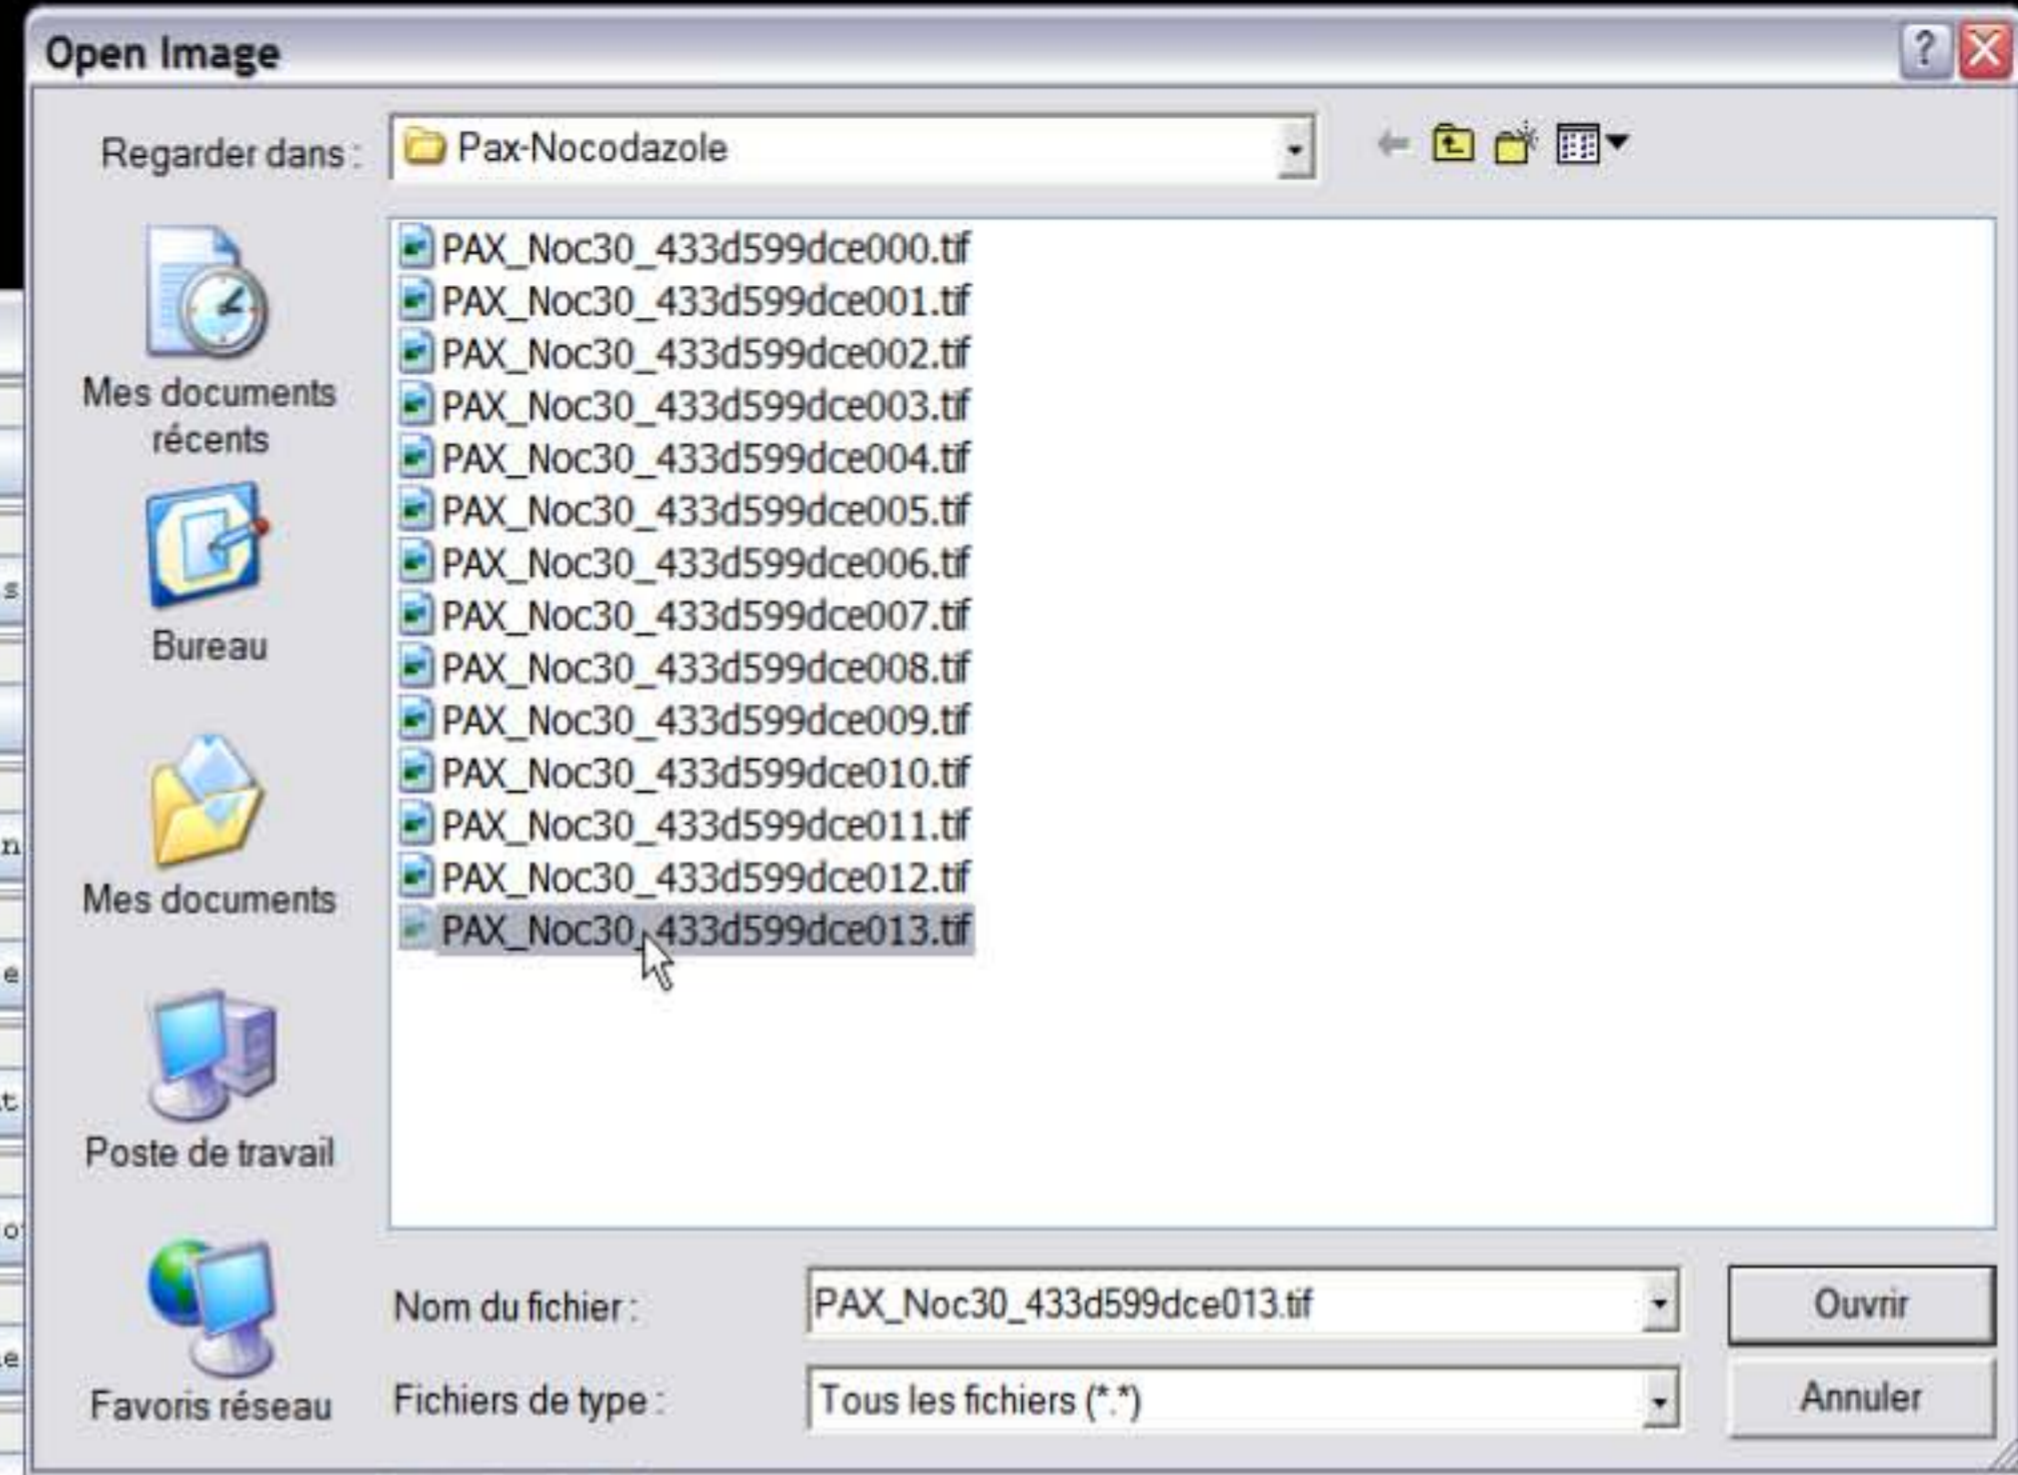 Open Image
?
Regarder dans :
Pax-Nocodazole
PAX_Noc30_433d599dce000.tif
PAX_Noc30_433d599dce001.tif
PAX_Noc30_433d599dce002.tif
PAX_Noc30_433d599dce003.tif
PAX_Noc30_433d599dce004.tif
PAX_Noc30_433d599dce005.tif
PAX_Noc30_433d599dce006.tif
PAX_Noc30_433d599dce007.tif
PAX_Noc30_433d599dce008.tif
PAX_Noc30_433d599dce009.tif
PAX_Noc30_433d599dce010.tif
PAX_Noc30_433d599dce011.tif
PAX_Noc30_433d599dce012.tif
PAX_Noc30_433d599dce013.tif
Mes documents
récents
Bureau
Mes documents
Poste de travail
Favoris réseau
Nom du fichier :
PAX_Noc30_433d599dce013.tif
Ouvrir
Fichiers de type :
Tous les fichiers (*.*)
Annuler